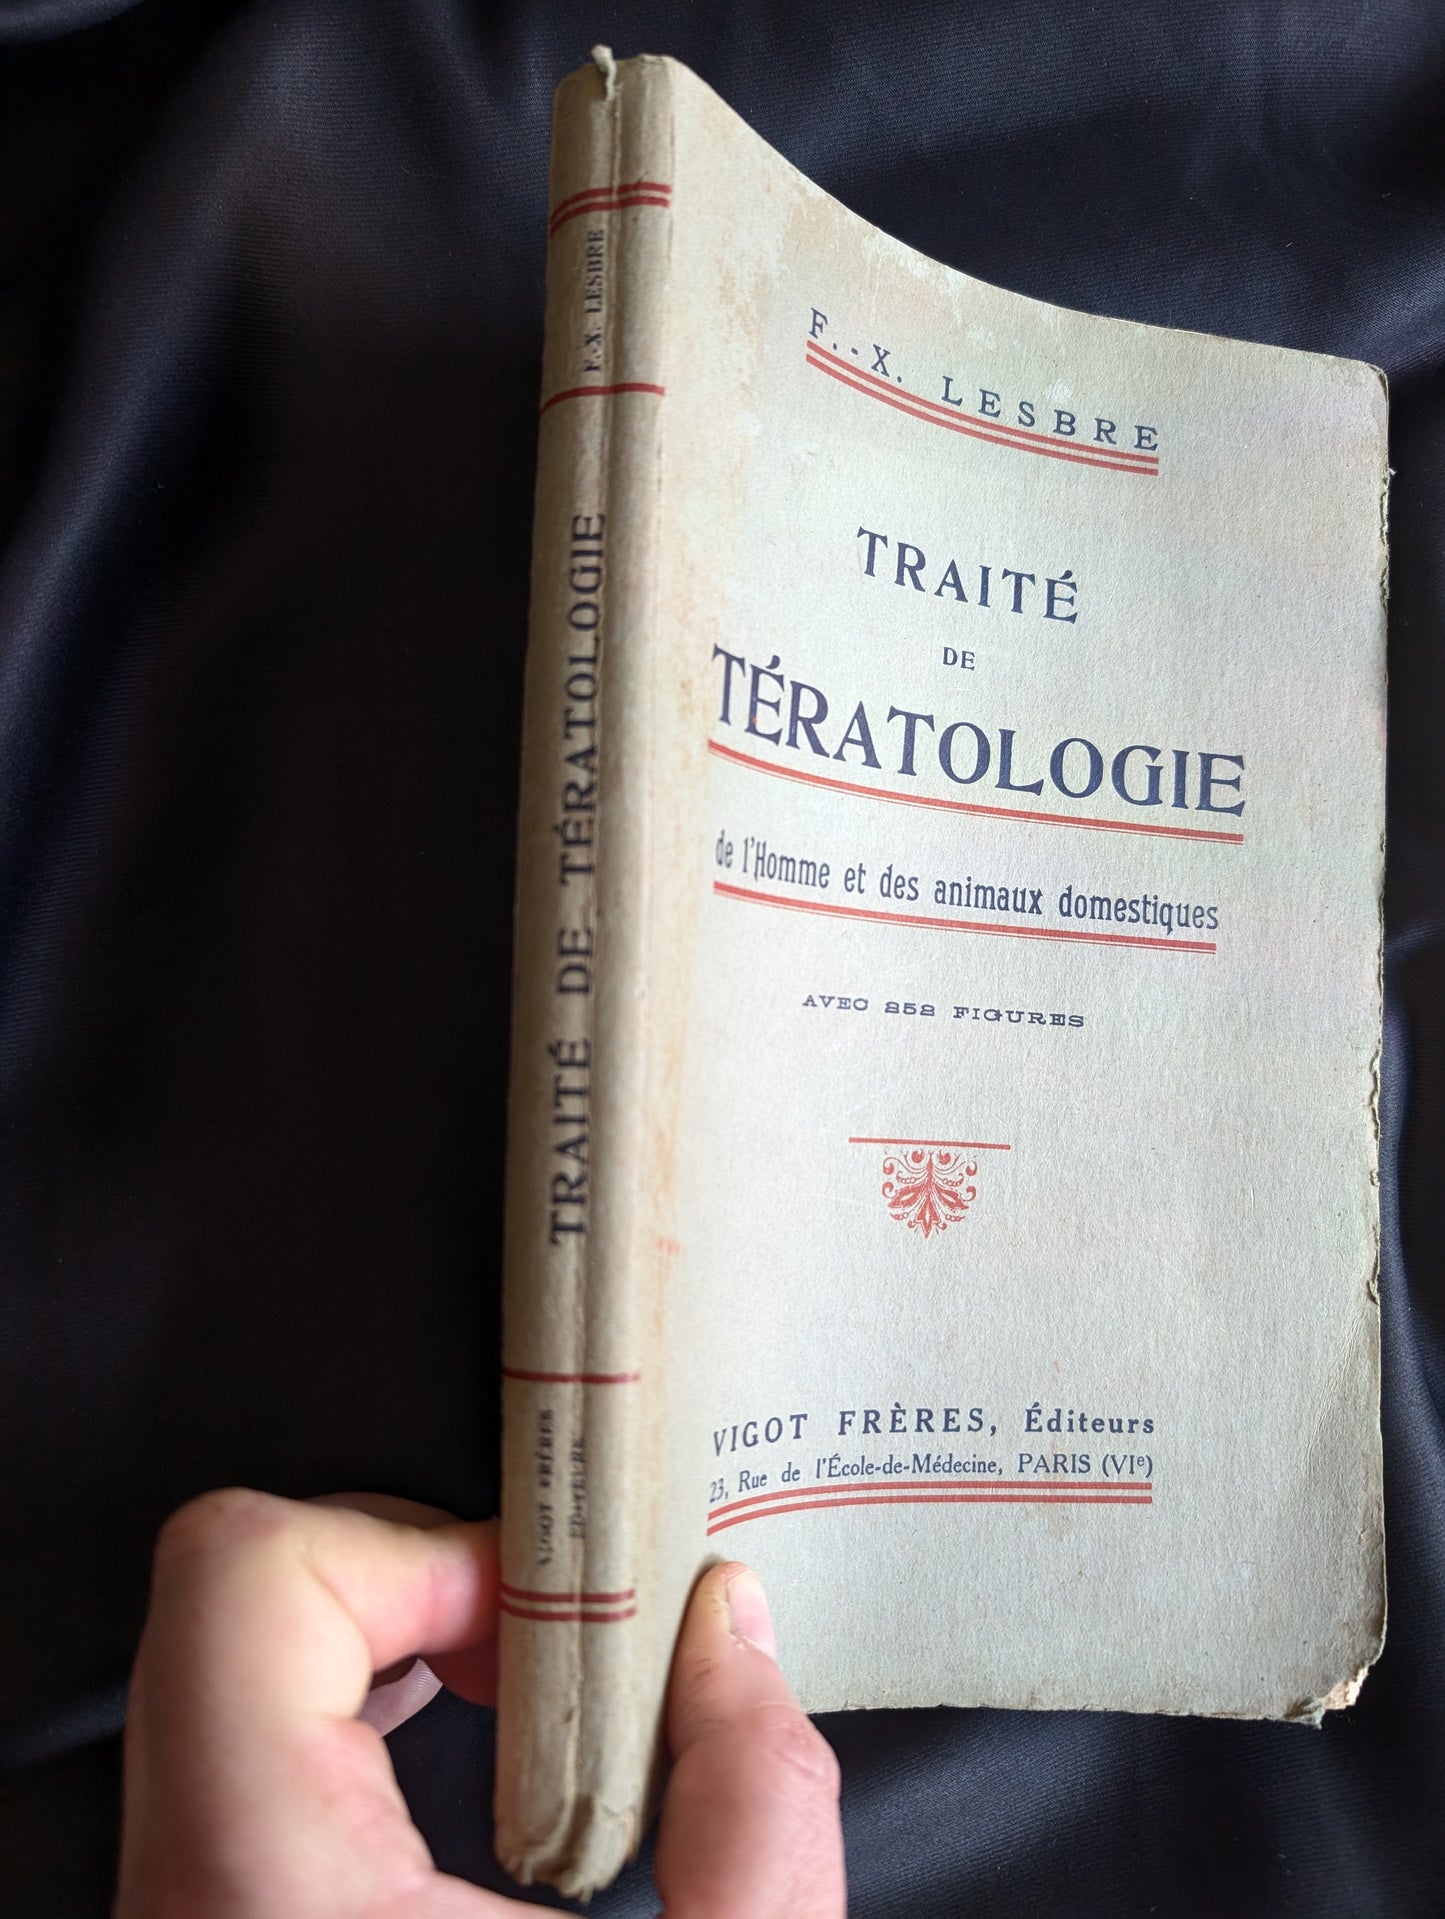 F.-X. LESBRE
TRAITÉ DE TÉRATOLOGIE
VIGOT FRÈRES
EDITEURS
F.-X. LESBRE
TRAITÉ
DE
TÉRATOLOGIE
de l'Homme et des animaux domestiques
AVEC 252 FIGURES
VIGOT FRÈRES, Éditeurs
23, Rue de l'École-de-Médecine, PARIS (VIe)